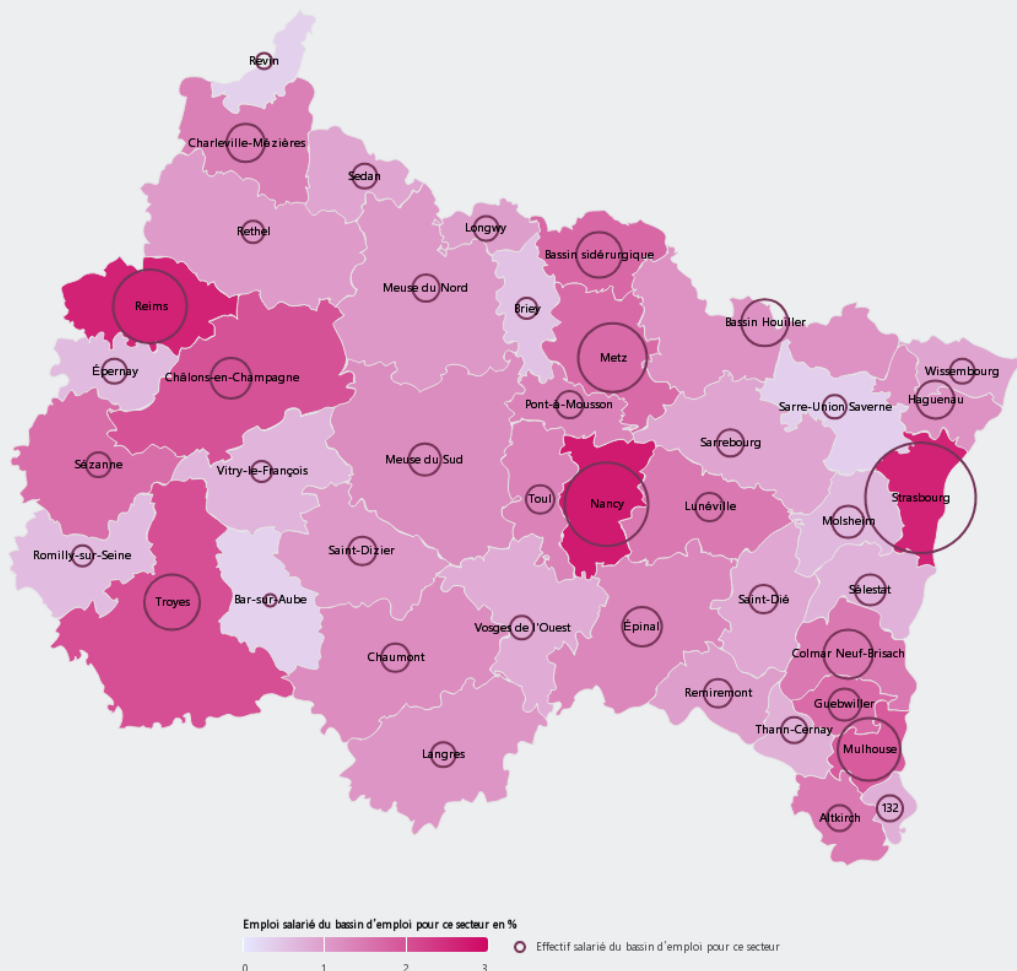 Revin
Charleville-Mézières
Sedan
Rethel
Longwy
Bassin sidérurgique
Meuse du Nord
Reims
Briey
Bassin Houiller
Metz
Épernay
Châlons-en-Champagne
Wissembourg
Haguenau
Pont-à-Mousson
Sarre-Union Saverne
Sarrebourg
Meuse du Sud
Sézanne
Vitry-le-François
Toul
Nancy
Lunéville
Strasbourg
Molsheim
Romilly-sur-Seine
Saint-Dizier
Troyes
Bar-sur-Aube
Saint-Dié
Sélestat
Vosges de l'Ouest
Épinal
Chaumont
Colmar Neuf-Brisach
Remiremont
Guebwiller
Thann-Cernay
Langres
Mulhouse
132
Altkirch
Emploi salarié du bassin d'emploi pour ce secteur en %
Effectif salarié du bassin d'emploi pour ce secteur
0 1 2 3